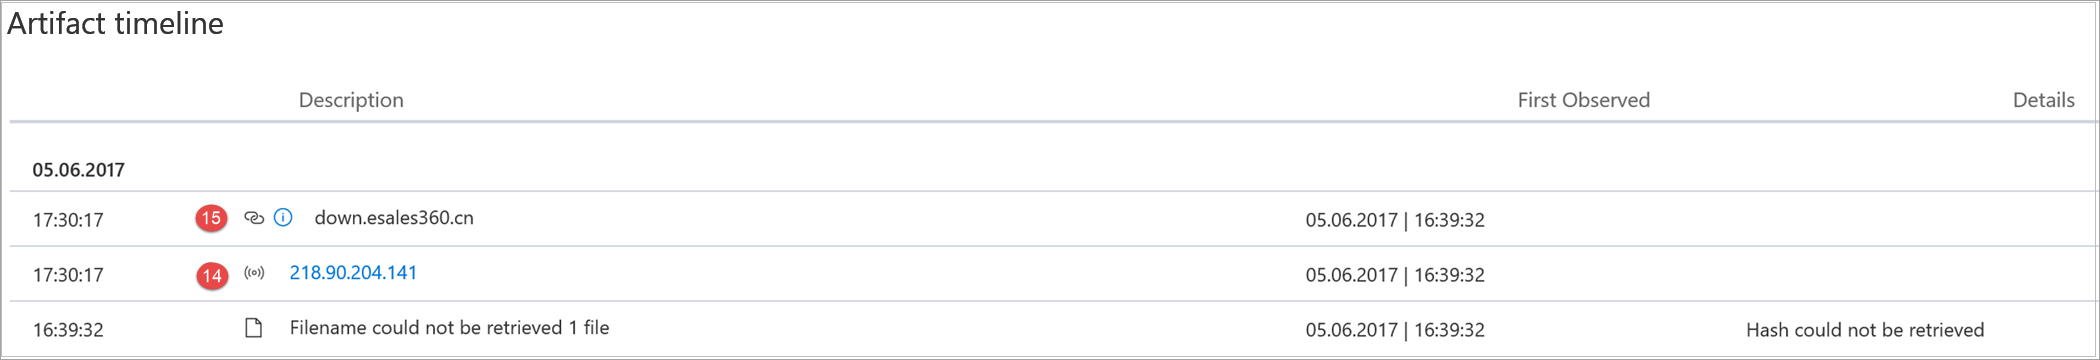 Artifact timeline
Description First Observed Details
05.06.2017
17:30:17 15 down.esales360.cn 05.06.2017 | 16:39:32
17:30:17 14 218.90.204.141 05.06.2017 | 16:39:32
16:39:32 Filename could not be retrieved 1 file 05.06.2017 | 16:39:32 Hash could not be retrieved